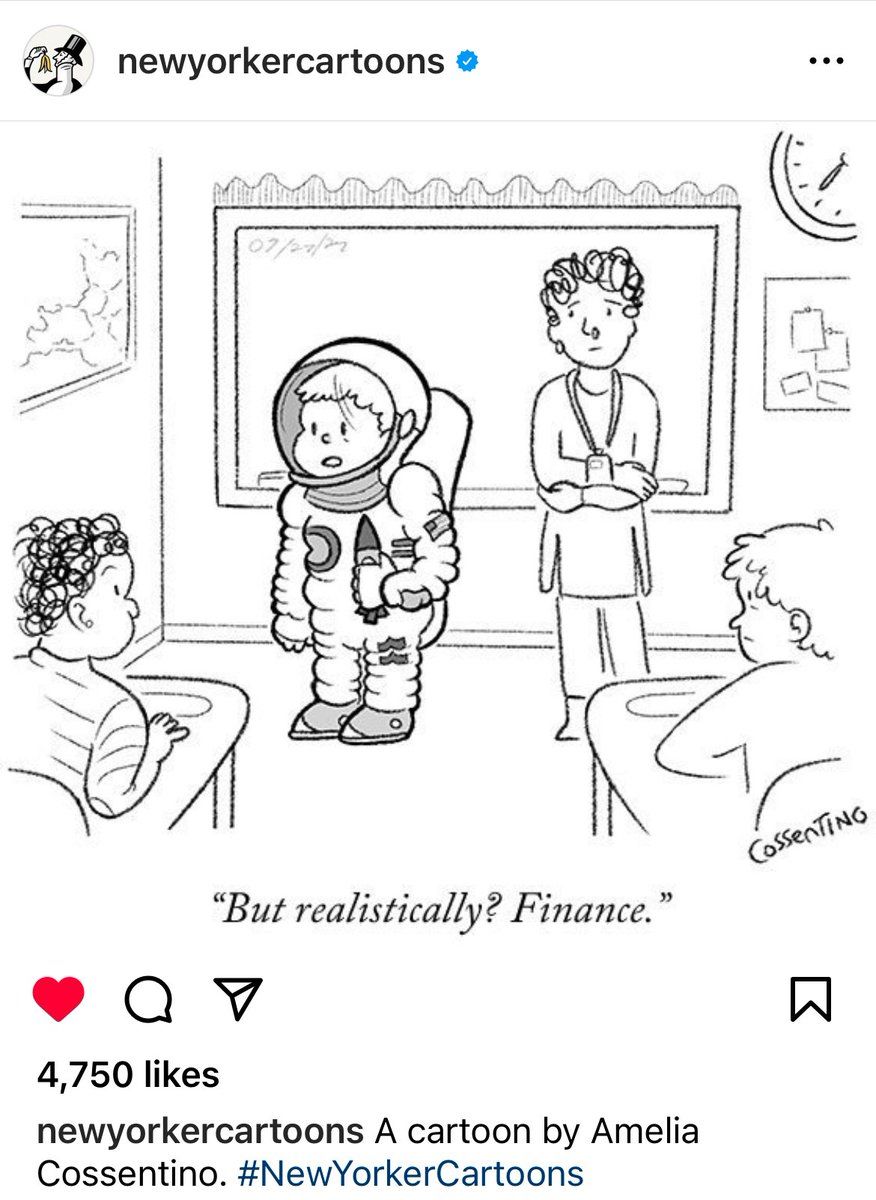 newyorkercartoons
Cossentino
“But realistically? Finance.”
4,750 likes
newyorkercartoons A cartoon by Amelia
Cossentino. #NewYorkerCartoons